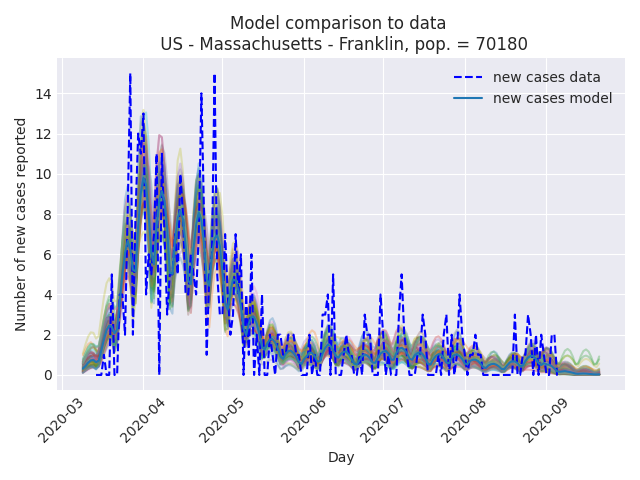 Model comparison to data
US - Massachusetts - Franklin, pop. = 70180
new cases data
new cases model
Number of new cases reported
14
12
10
8
6
4
2
0
2020-03
2020-04
2020-05
2020-06
2020-07
2020-08
2020-09
Day